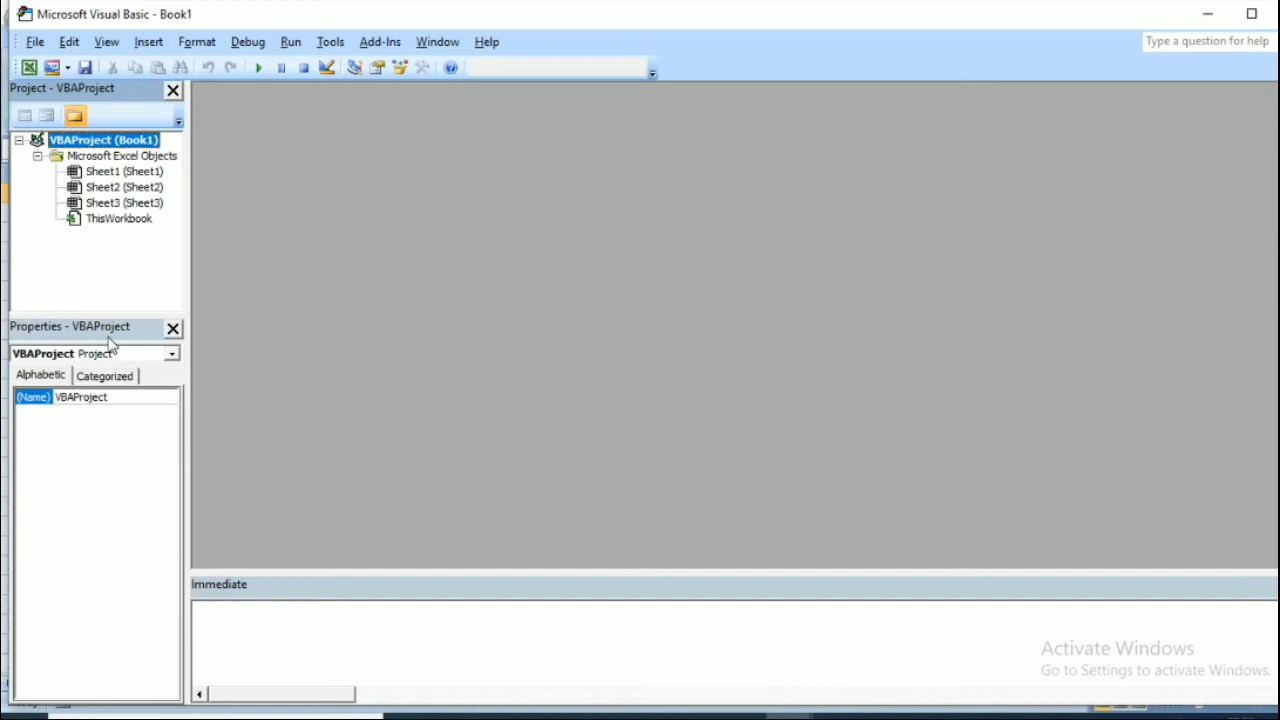 Microsoft Visual Basic - Book1
File Edit View Insert Format Debug Run Tools Add-Ins Window Help
Type a question for help
Project - VBAProject
VBAProject (Book1)
Microsoft Excel Objects
Sheet1 (Sheet1)
Sheet2 (Sheet2)
Sheet3 (Sheet3)
ThisWorkbook
Properties - VBAProject
VBAProject Project
Alphabetic Categorized
(Name) VBAProject
Immediate
Activate Windows
Go to Settings to activate Windows.